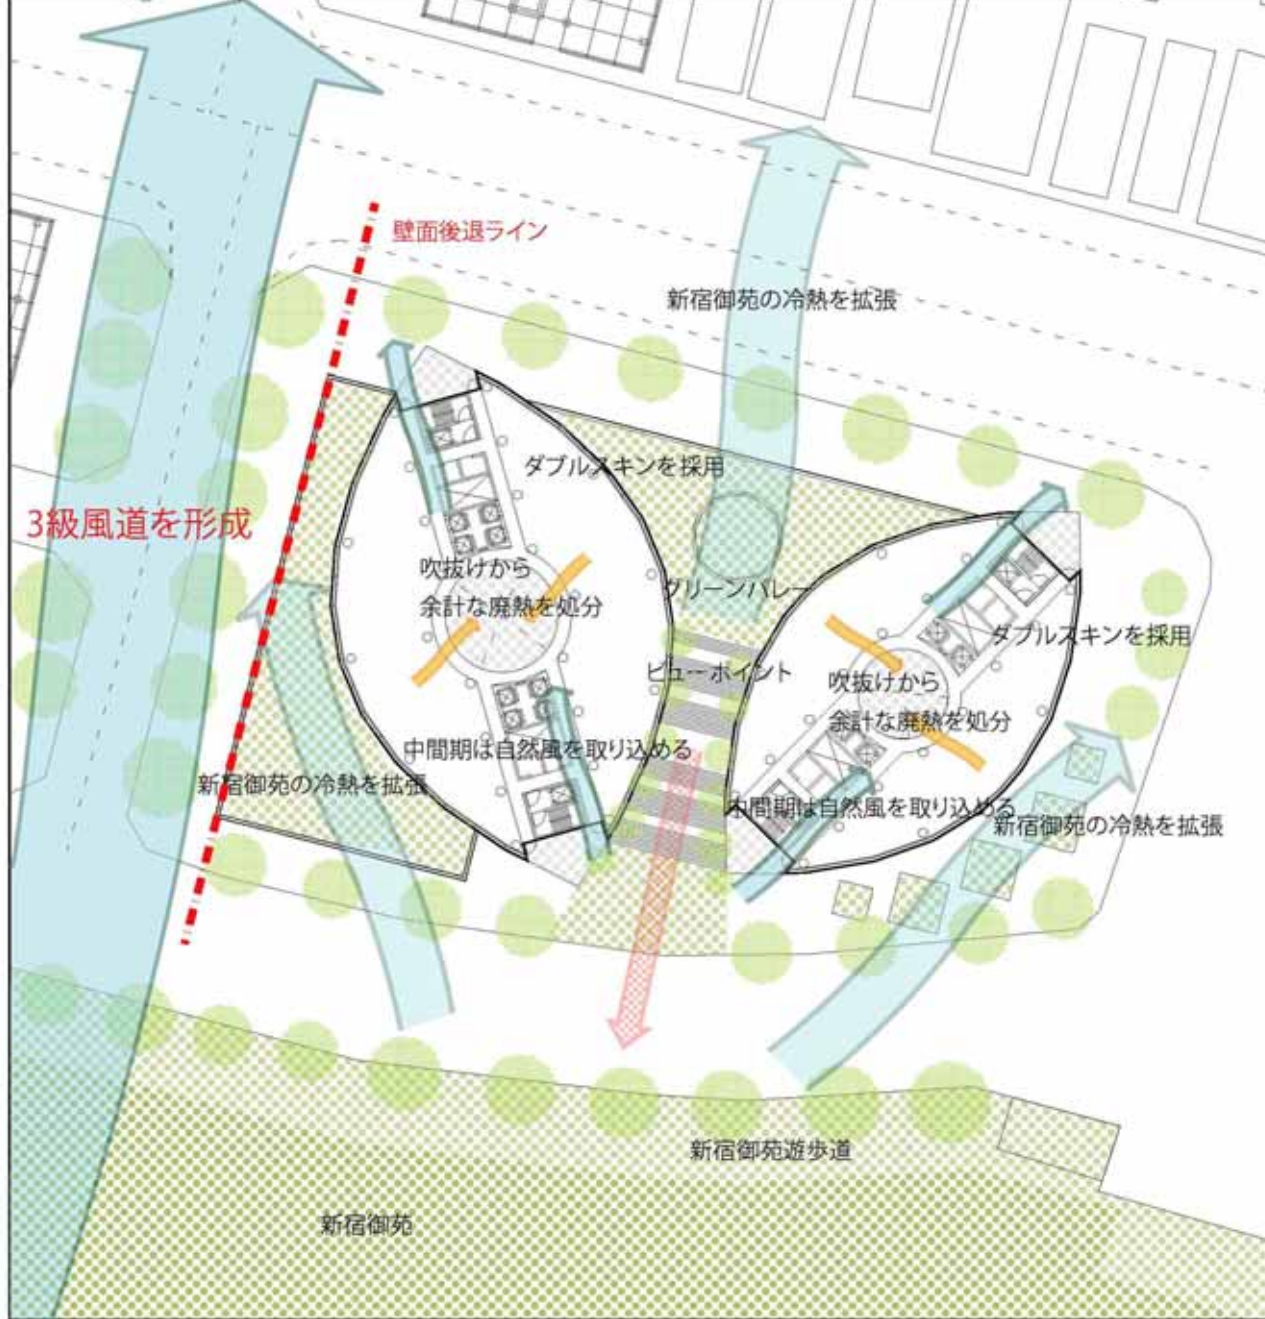 壁面後退ライン
新宿御苑の冷熱を拡張
ダブルスキンを採用
3級風道を形成
吹抜けから
余計な廃熱を処分
グリーンバレー
ダブルスキンを採用
ビューポイント
吹抜けから
余計な廃熱を処分
中間期は自然風を取り込める
新宿御苑の冷熱を拡張
中間期は自然風を取り込める
新宿御苑の冷熱を拡張
新宿御苑遊歩道
新宿御苑